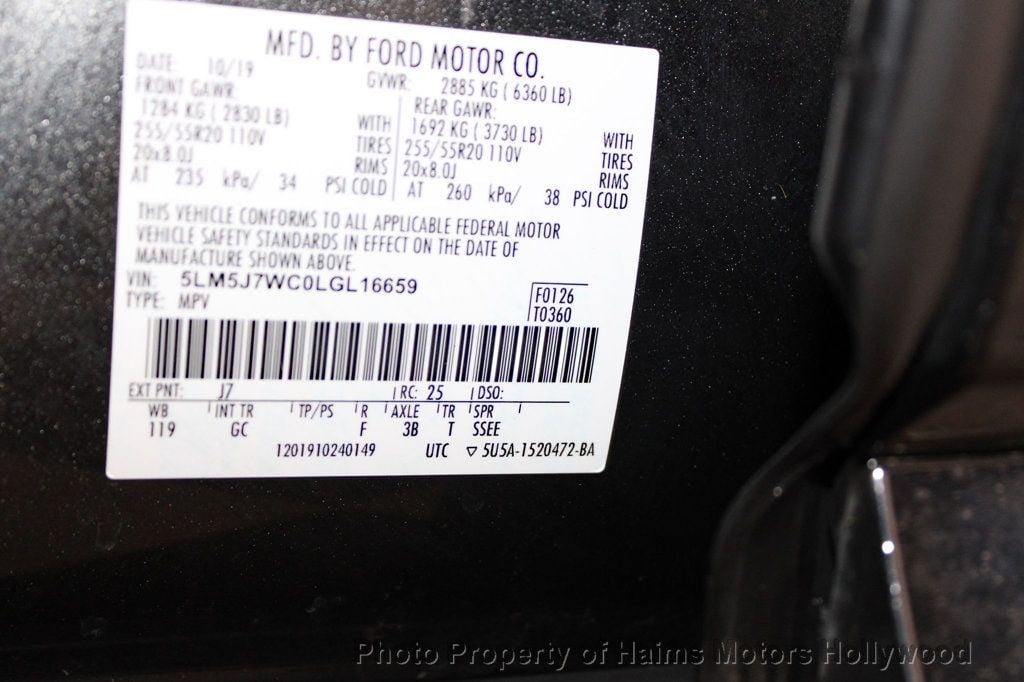 MFD. BY FORD MOTOR CO.
DATE: 10/19 GVWR: 2885 KG ( 6360 LB)
FRONT GAWR: REAR GAWR:
1284 KG ( 2830 LB) WITH 1692 KG ( 3730 LB) WITH
255/55R20 110V TIRES 255/55R20 110V TIRES
20x8.0J RIMS 20x8.0J RIMS
AT 235 kPa/ 34 PSI COLD AT 260 kPa/ 38 PSI COLD
THIS VEHICLE CONFORMS TO ALL APPLICABLE FEDERAL MOTOR
VEHICLE SAFETY STANDARDS IN EFFECT ON THE DATE OF
MANUFACTURE SHOWN ABOVE.
VIN: 5LM5J7WC0LGL16659
TYPE: MPV
F0126
T0360
EXT PNT: J7 RC: 25 DSO:
WB INT TR TP/PS R AXLE TR SPR
119 GC F 3B T SSEE
1201910240149 UTC ▽ 5U5A-1520472-BA
Photo Property of Haims Motors Hollywood